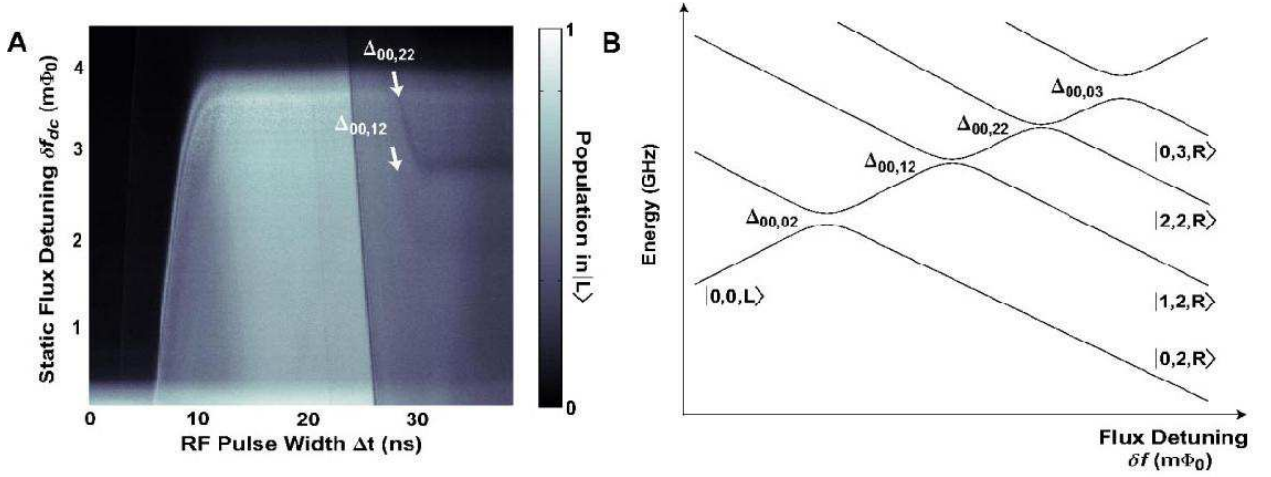 A
Static Flux Detuning δf_dc (mΦ₀)
4
3
2
1
0
10
20
30
RF Pulse Width Δt (ns)
Δ₀₀,₂₂
Δ₀₀,₁₂
1
0
Population in |L⟩
B
Energy (GHz)
Δ₀₀,₀₃
Δ₀₀,₂₂
Δ₀₀,₁₂
Δ₀₀,₀₂
|0,0,L⟩
|0,3,R⟩
|2,2,R⟩
|1,2,R⟩
|0,2,R⟩
Flux Detuning
δf (mΦ₀)